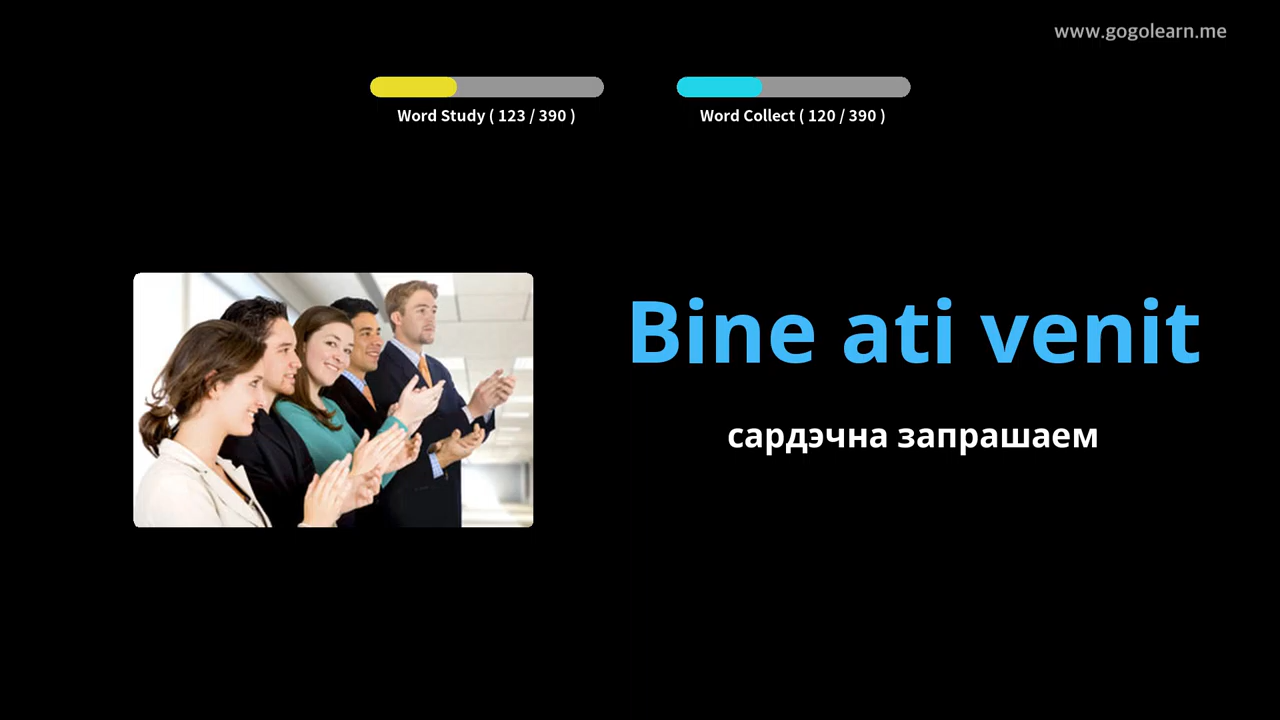 www.gogolearn.me
Word Study ( 123 / 390 )
Word Collect ( 120 / 390 )
Bine ati venit
сардэчна запрашаем